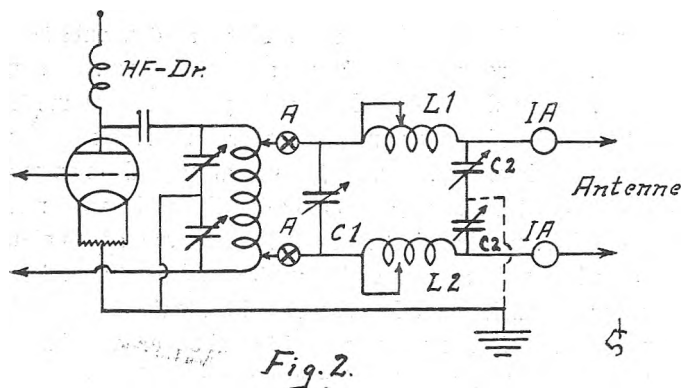 HF-Dr.
A
L1
IA
C2
Antenne
C1
C2
A
L2
IA
Fig. 2.